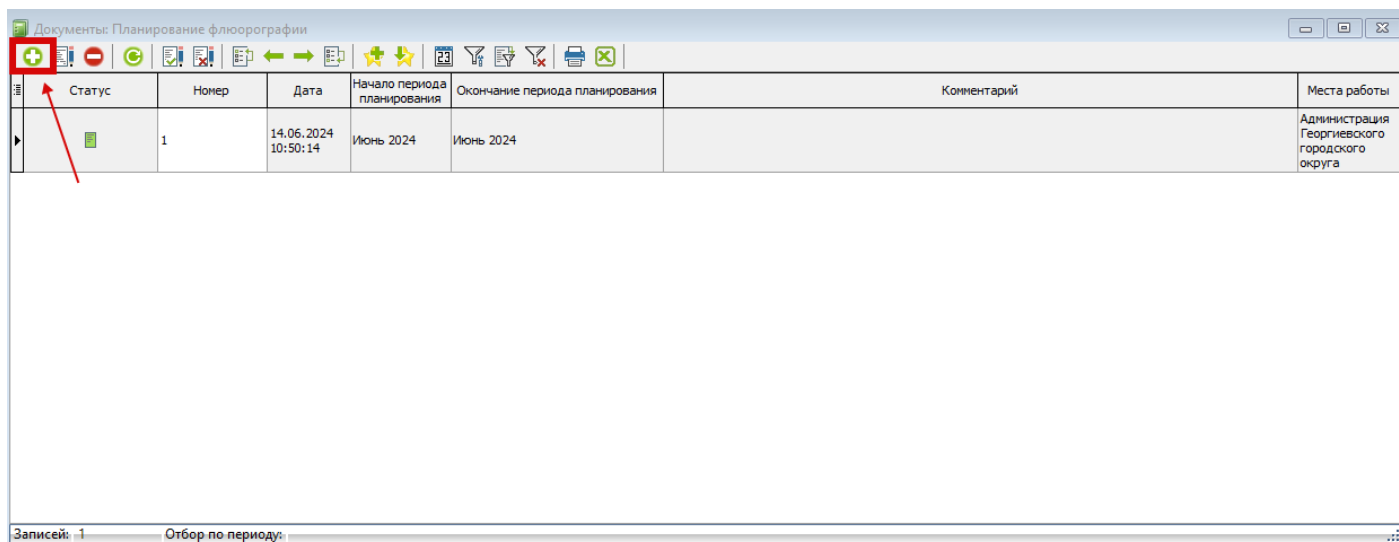 Документы: Планирование флюорографии
23
Статус Номер Дата Начало периода планирования Окончание периода планирования Комментарий Места работы
1 14.06.2024 10:50:14 Июнь 2024 Июнь 2024 Администрация Георгиевского городского округа
Записей: 1 Отбор по периоду: